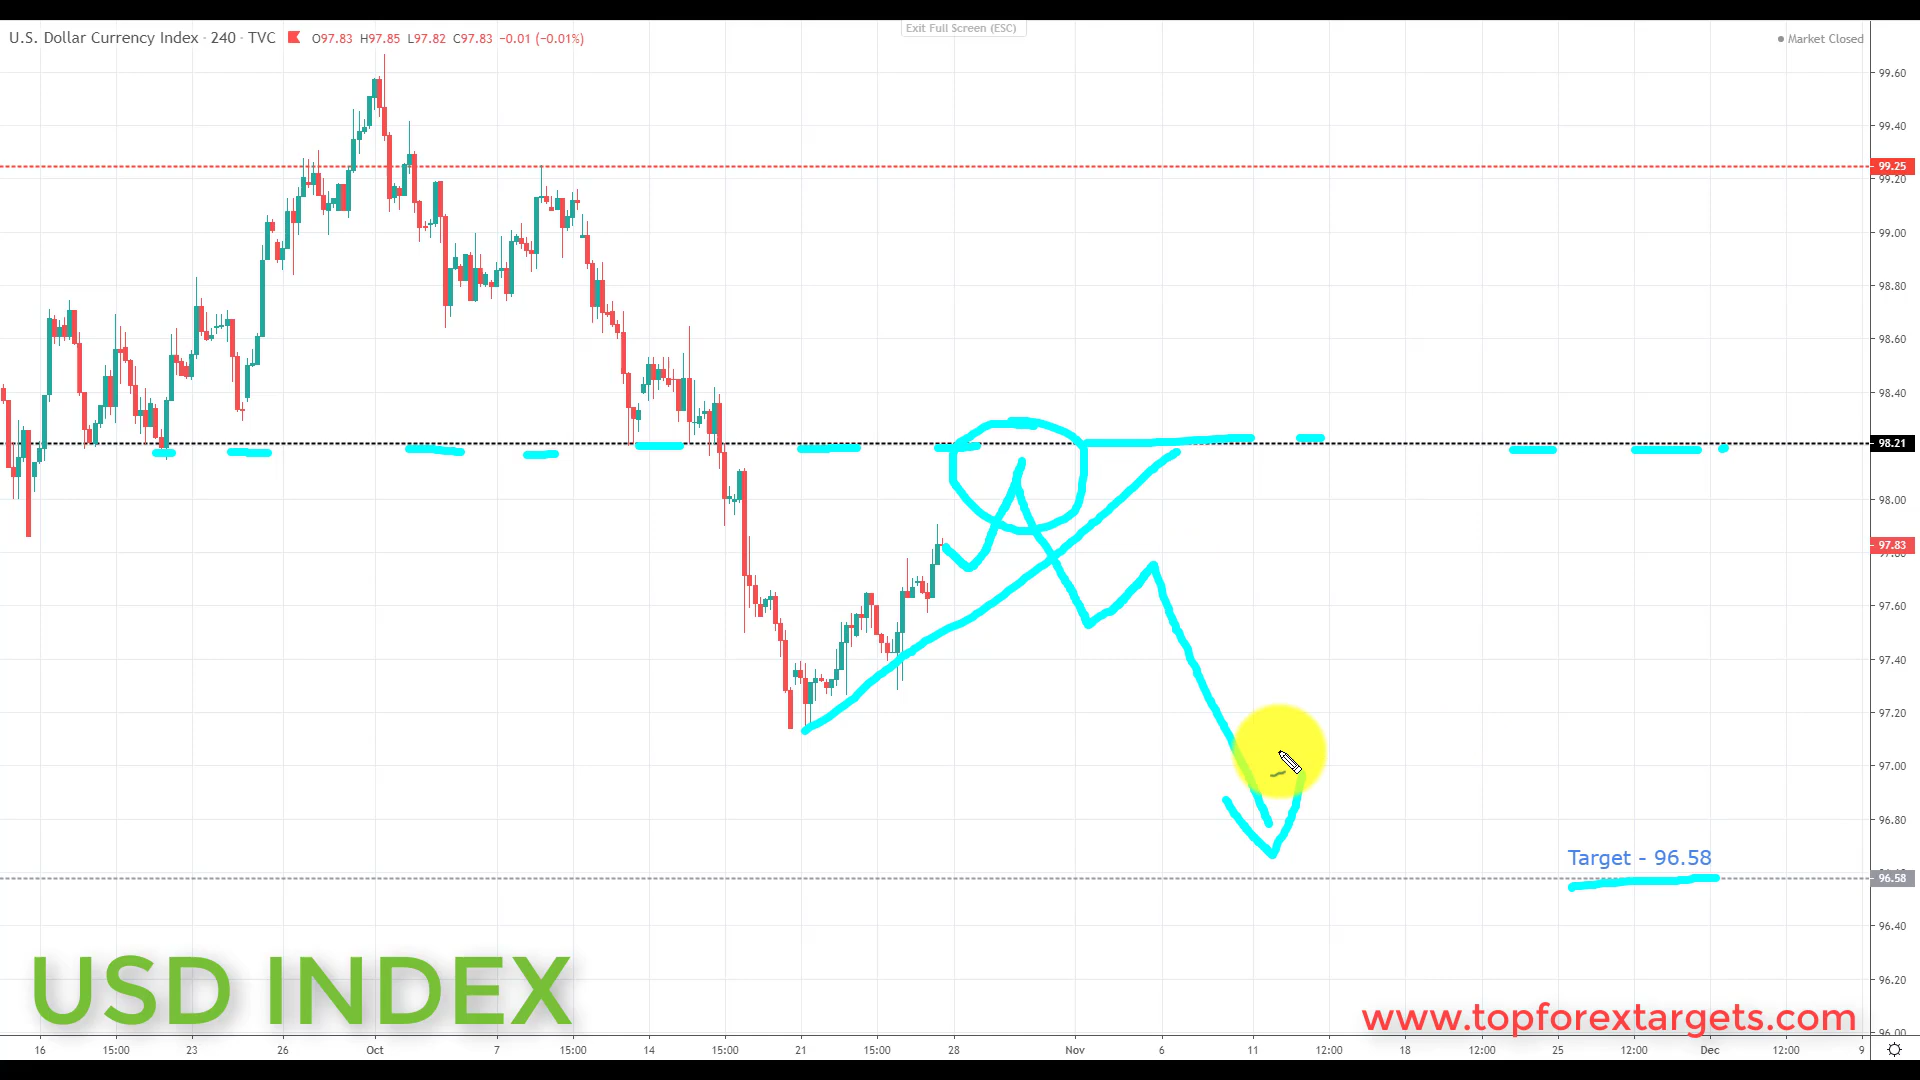 Exit Full Screen (ESC)
U.S. Dollar Currency Index · 240 · TVC O97.83 H97.85 L97.82 C97.83 −0.01 (−0.01%)
Market Closed
99.60
99.40
99.25
99.20
99.00
98.80
98.60
98.40
98.21
98.00
97.83
97.60
97.40
97.20
97.00
96.80
Target - 96.58
96.58
96.40
96.20
96.00
USD INDEX
www.topforextargets.com
16 15:00 23 26 Oct 7 15:00 14 15:00 21 15:00 28 Nov 6 11 12:00 18 12:00 25 12:00 Dec 12:00 9